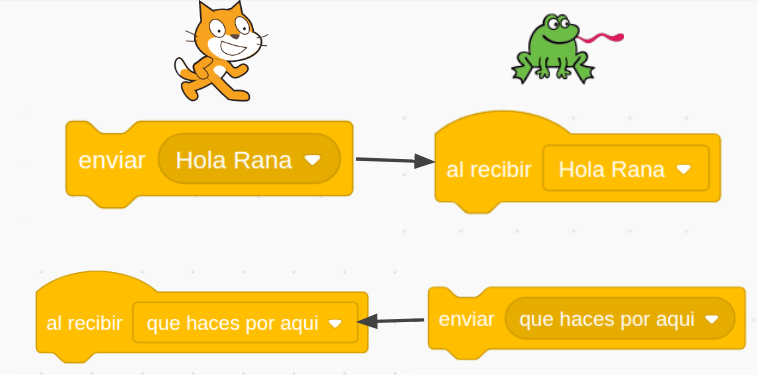 enviar Hola Rana
al recibir Hola Rana
al recibir que haces por aqui
enviar que haces por aqui